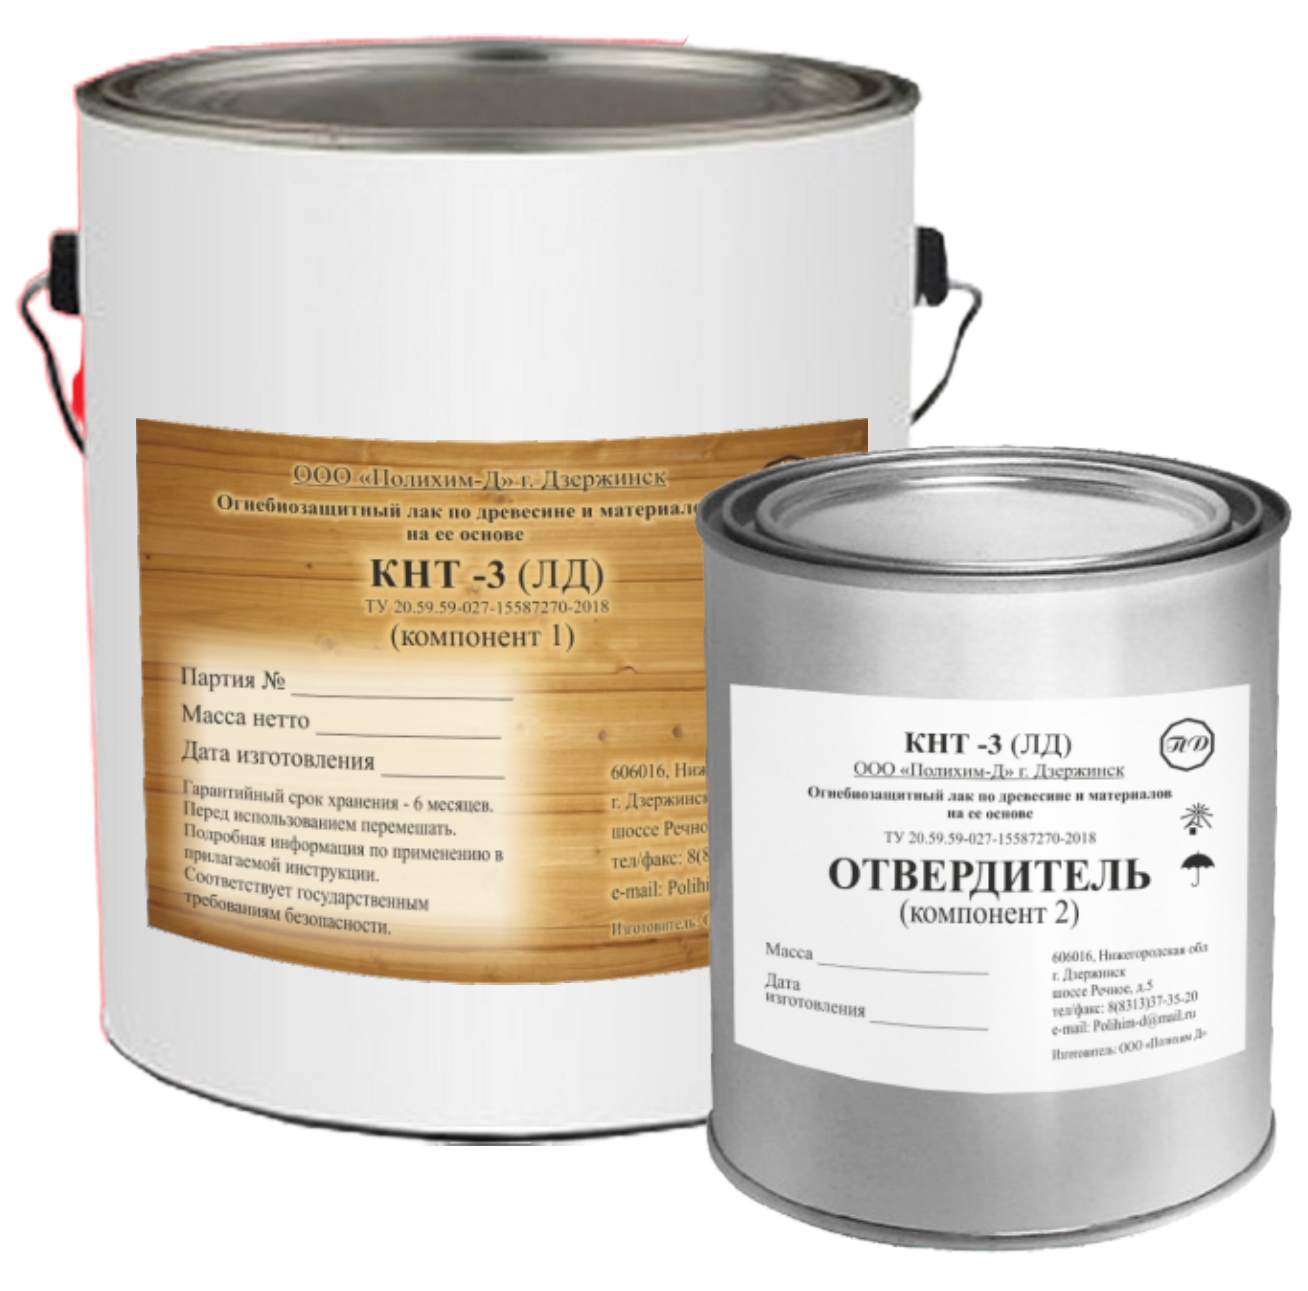 ООО «Полихим-Д» г. Дзержинск
Огнебиозащитный лак по древесине и материало
на ее основе
КНТ -3 (ЛД)
ТУ 20.59.59-027-15587270-2018
(компонент 1)
Партия №
Масса нетто
Дата изготовления
Гарантийный срок хранения - 6 месяцев.
Перед использованием перемешать.
Подробная информация по применению в
прилагаемой инструкции.
Соответствует государственным
требованиям безопасности.
606016, Ниж
г. Дзержинск
шоссе Речно
тел/факс: 8(8
e-mail: Polihi
Изготовитель:
КНТ -3 (ЛД)
ПД
ООО «Полихим-Д» г. Дзержинск
Огнебиозащитный лак по древесине и материалов
на ее основе
ТУ 20.59.59-027-15587270-2018
ОТВЕРДИТЕЛЬ
(компонент 2)
Масса
Дата
изготовления
606016, Нижегородская обл
г. Дзержинск
шоссе Речное, д.5
тел/факс: 8(8313)37-35-20
e-mail: Polihim-d@mail.ru
Изготовитель: ООО «Полихим Д»